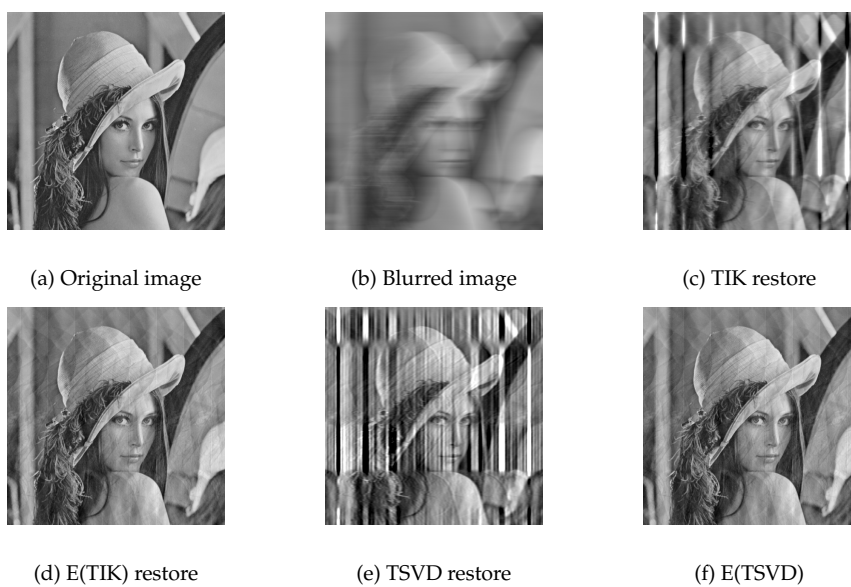 (a) Original image
(b) Blurred image
(c) TIK restore
(d) E(TIK) restore
(e) TSVD restore
(f) E(TSVD)